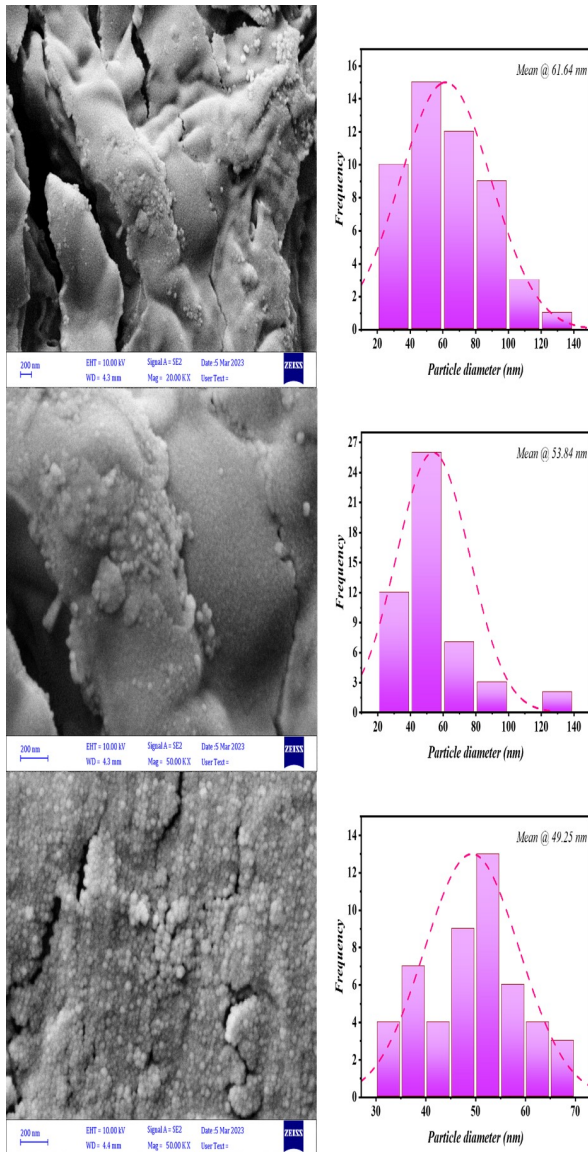 200 nm
EHT = 10.00 kV Signal A = SE2 Date :5 Mar 2023
WD = 4.3 mm Mag = 20.00 K X User Text =
ZEISS
Mean @ 61.64 nm
Frequency
16
14
12
10
8
6
4
2
0
20 40 60 80 100 120 140
Particle diameter (nm)
200 nm
EHT = 10.00 kV Signal A = SE2 Date :5 Mar 2023
WD = 4.3 mm Mag = 50.00 K X User Text =
ZEISS
Mean @ 53.84 nm
Frequency
27
24
21
18
15
12
9
6
3
0
20 40 60 80 100 120 140
Particle diameter (nm)
200 nm
EHT = 10.00 kV Signal A = SE2 Date :5 Mar 2023
WD = 4.4 mm Mag = 50.00 K X User Text =
ZEISS
Mean @ 49.25 nm
Frequency
14
12
10
8
6
4
2
0
30 40 50 60 70
Particle diameter (nm)